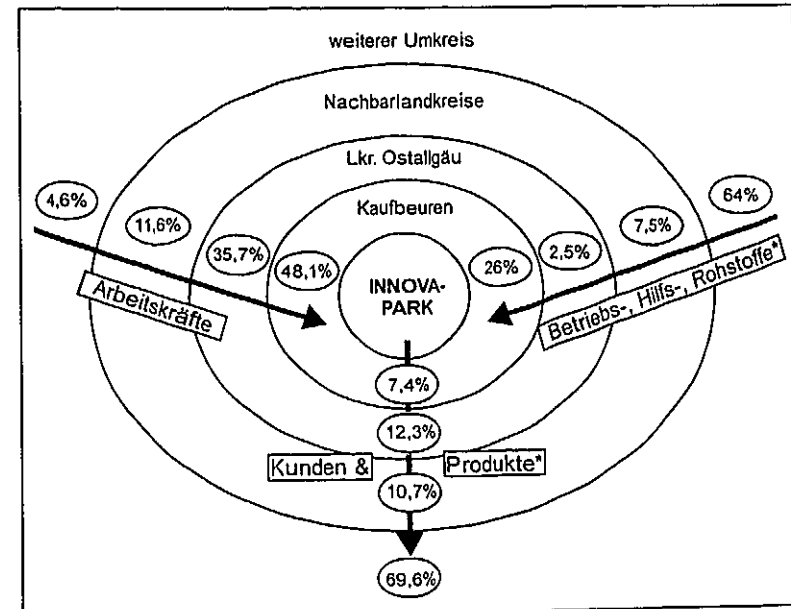 weiterer Umkreis
Nachbarlandkreise
Lkr. Ostallgäu
Kaufbeuren
4,6%
11,6%
35,7%
48,1%
INNOVA-
PARK
26%
2,5%
7,5%
64%
Arbeitskräfte
Betriebs-, Hilfs-, Rohstoffe*
7,4%
12,3%
Kunden &
Produkte*
10,7%
69,6%